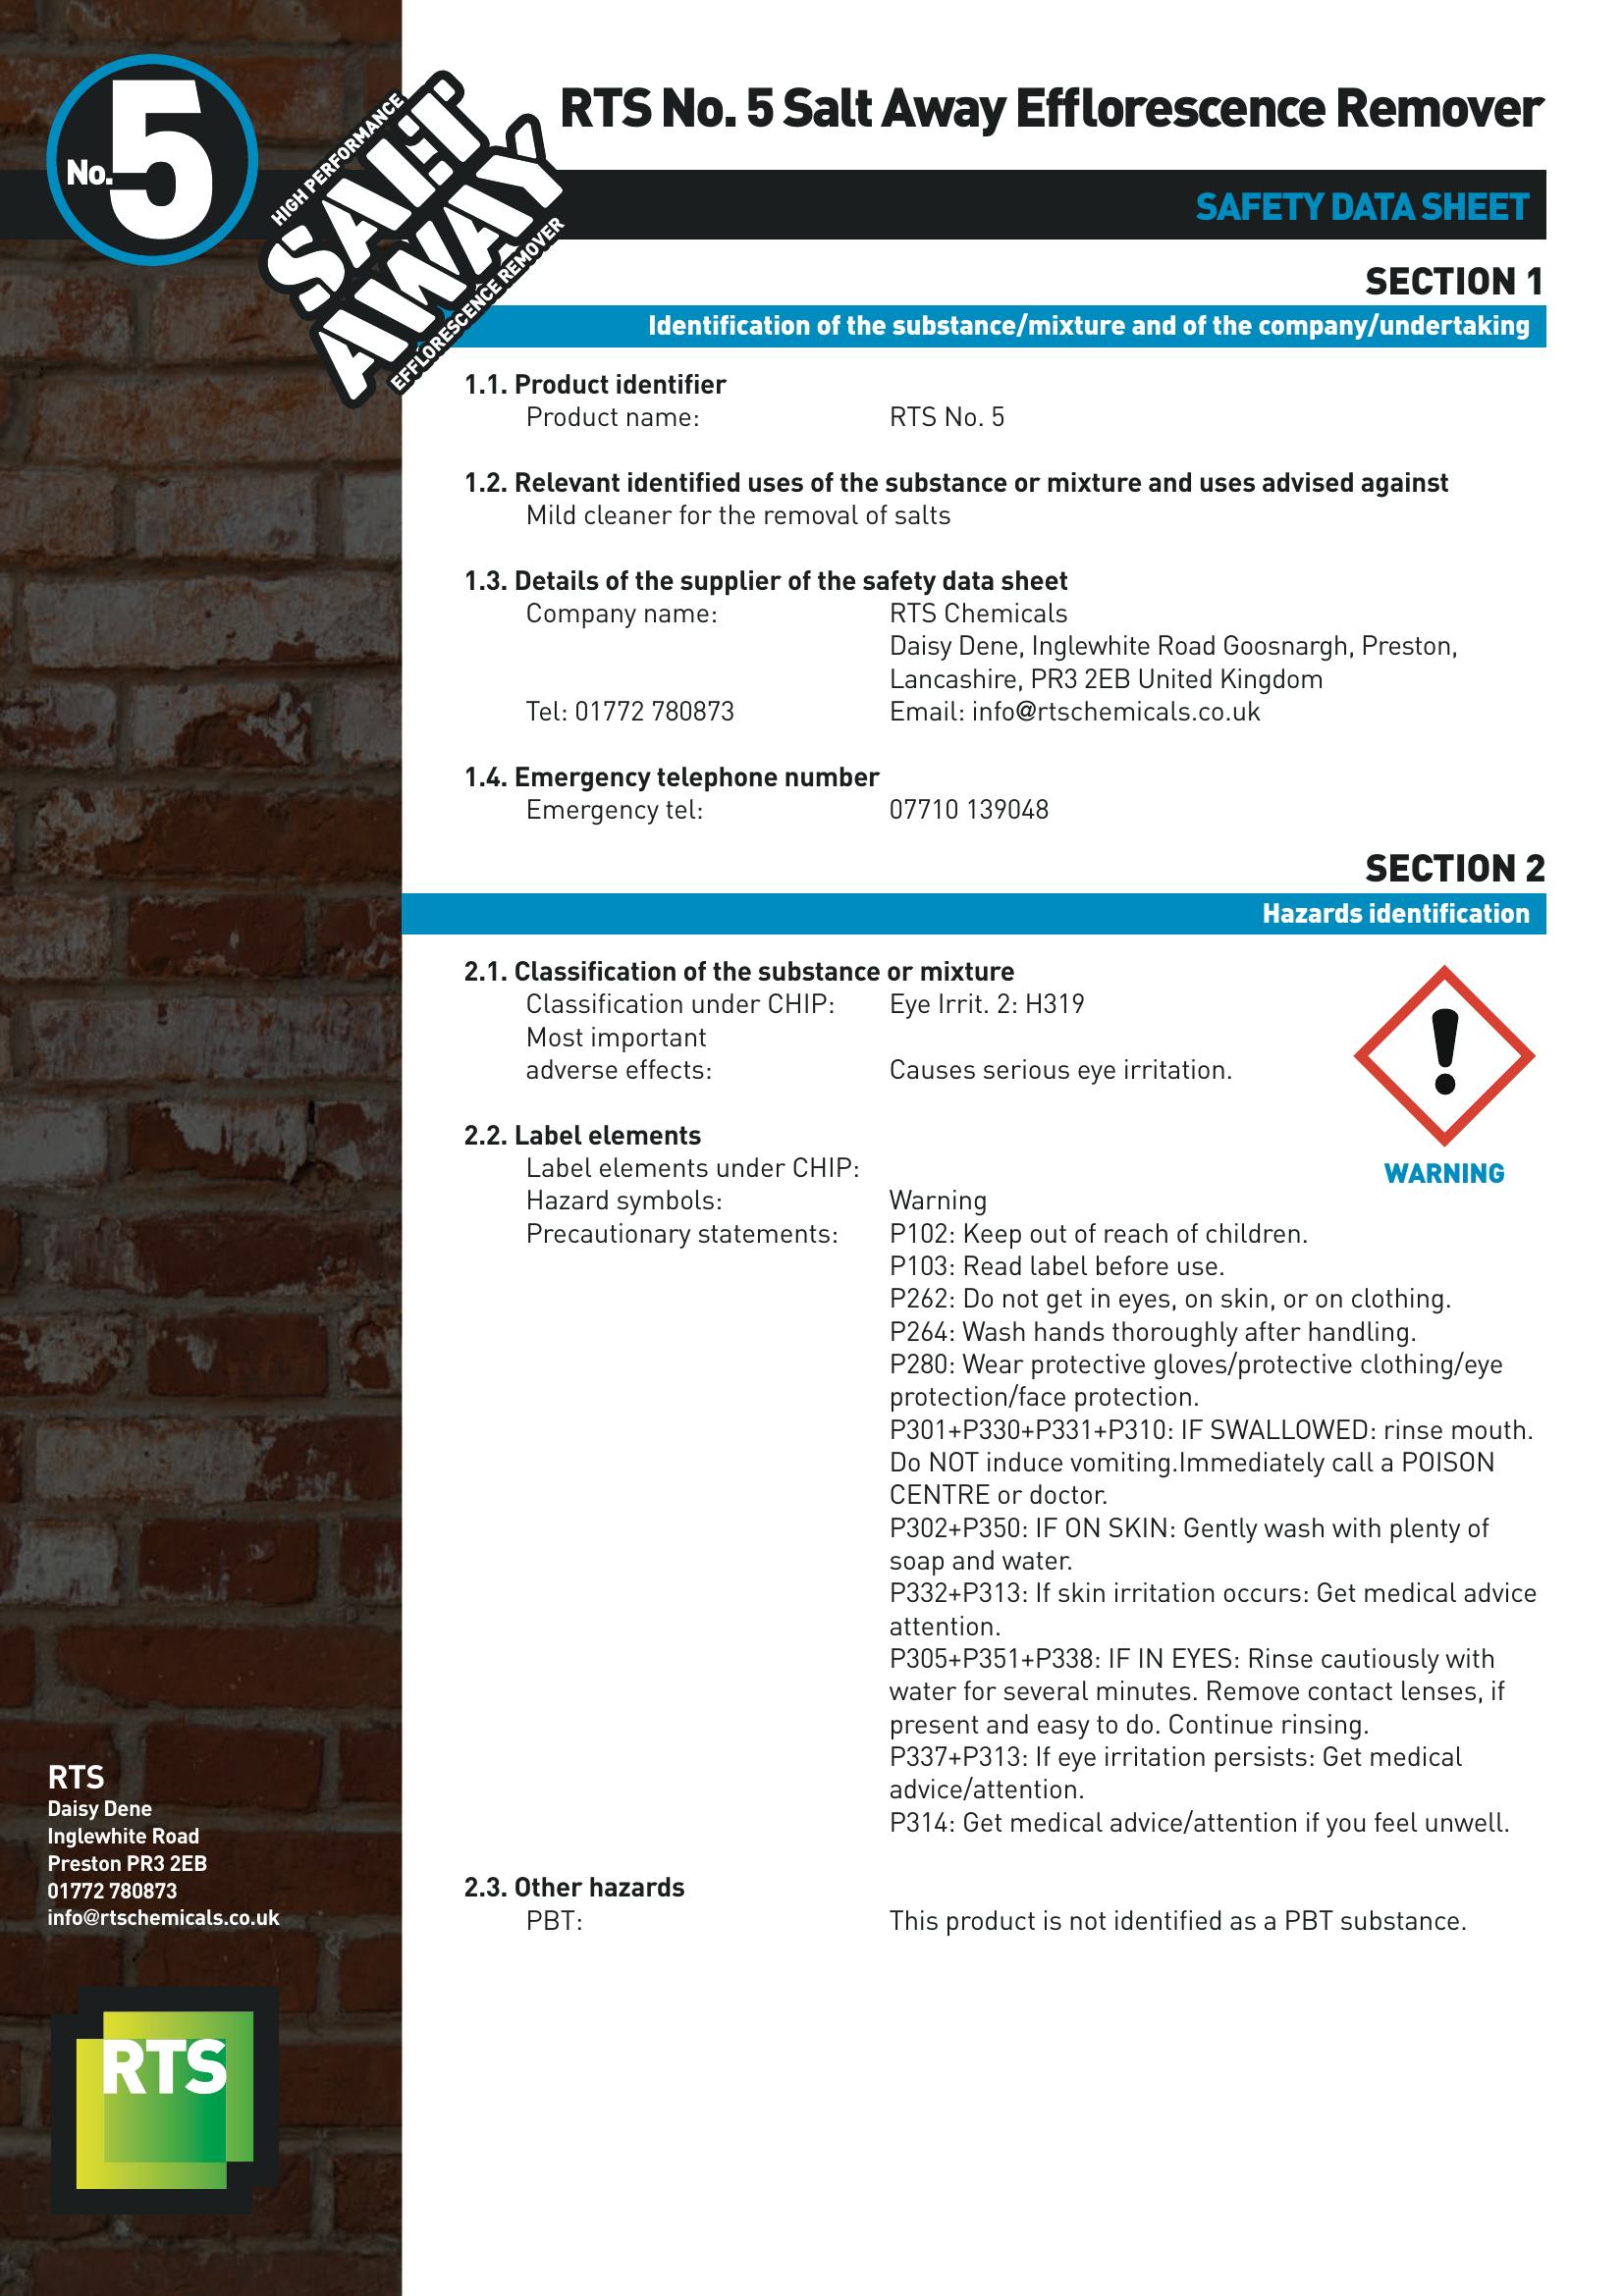 No.5
HIGH PERFORMANCE
SALT
AWAY
EFFLORESCENCE REMOVER
RTS No. 5 Salt Away Efflorescence Remover
SAFETY DATA SHEET
SECTION 1
Identification of the substance/mixture and of the company/undertaking
1.1. Product identifier
Product name: RTS No. 5
1.2. Relevant identified uses of the substance or mixture and uses advised against
Mild cleaner for the removal of salts
1.3. Details of the supplier of the safety data sheet
Company name: RTS Chemicals
Daisy Dene, Inglewhite Road Goosnargh, Preston,
Lancashire, PR3 2EB United Kingdom
Tel: 01772 780873 Email: info@rtschemicals.co.uk
1.4. Emergency telephone number
Emergency tel: 07710 139048
SECTION 2
Hazards identification
2.1. Classification of the substance or mixture
Classification under CHIP: Eye Irrit. 2: H319
Most important
adverse effects: Causes serious eye irritation.
WARNING
2.2. Label elements
Label elements under CHIP:
Hazard symbols: Warning
Precautionary statements: P102: Keep out of reach of children.
P103: Read label before use.
P262: Do not get in eyes, on skin, or on clothing.
P264: Wash hands thoroughly after handling.
P280: Wear protective gloves/protective clothing/eye
protection/face protection.
P301+P330+P331+P310: IF SWALLOWED: rinse mouth.
Do NOT induce vomiting.Immediately call a POISON
CENTRE or doctor.
P302+P350: IF ON SKIN: Gently wash with plenty of
soap and water.
P332+P313: If skin irritation occurs: Get medical advice
attention.
P305+P351+P338: IF IN EYES: Rinse cautiously with
water for several minutes. Remove contact lenses, if
present and easy to do. Continue rinsing.
P337+P313: If eye irritation persists: Get medical
advice/attention.
P314: Get medical advice/attention if you feel unwell.
2.3. Other hazards
PBT: This product is not identified as a PBT substance.
RTS
Daisy Dene
Inglewhite Road
Preston PR3 2EB
01772 780873
info@rtschemicals.co.uk
RTS